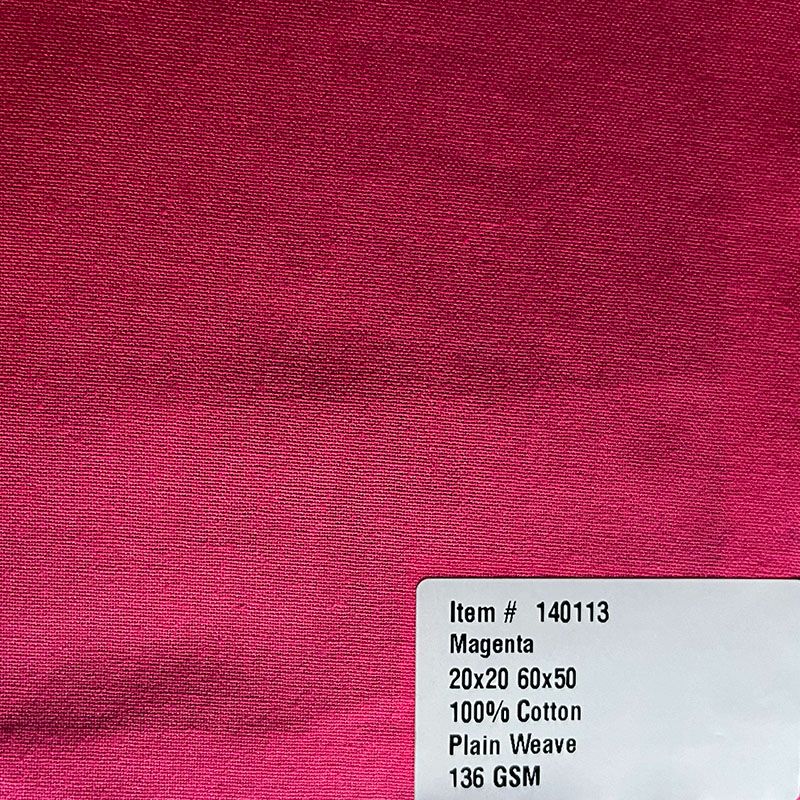 Item # 140113
Magenta
20x20 60x50
100% Cotton
Plain Weave
136 GSM